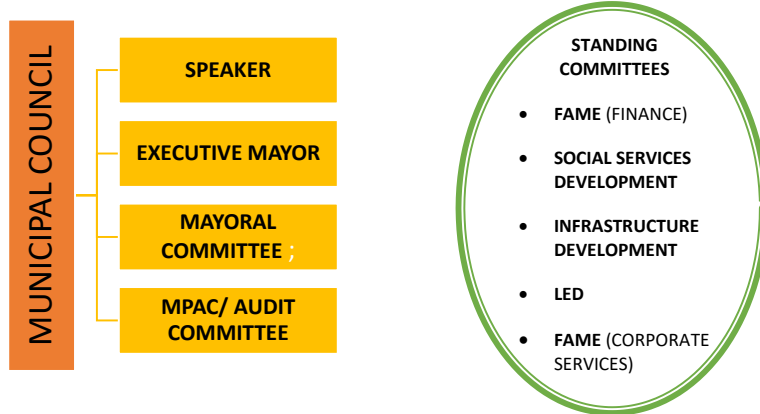 MUNICIPAL COUNCIL
SPEAKER
EXECUTIVE MAYOR
MAYORAL
COMMITTEE ;
MPAC/ AUDIT
COMMITTEE
STANDING
COMMITTEES
• FAME (FINANCE)
• SOCIAL SERVICES
DEVELOPMENT
• INFRASTRUCTURE
DEVELOPMENT
• LED
• FAME (CORPORATE
SERVICES)